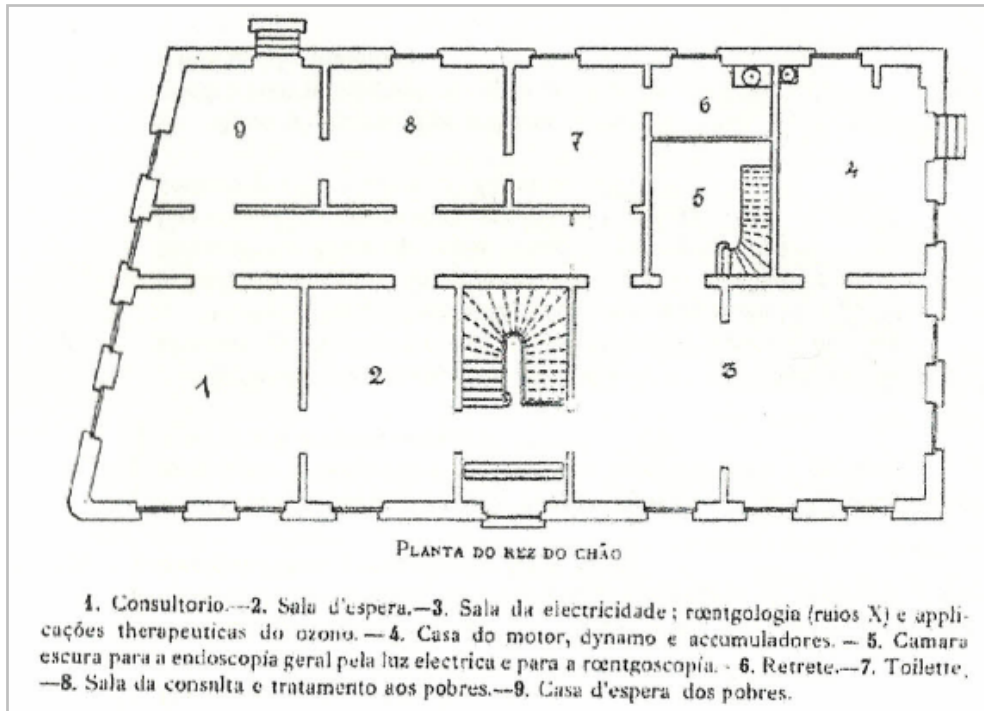 9
8
7
6
5
4
1
2
3
PLANTA DO REZ DO CHÃO
1. Consultorio.—2. Sala d'espera.—3. Sala da electricidade; rœntgologia (raios X) e appli-
cações therapeuticas do ozono.—4. Casa do motor, dynamo e accumuladores.—5. Camara
escura para a endoscopia geral pela luz electrica e para a rœntgoscopia.-6. Retrete.—7. Toilette.
—8. Sala da consulta e tratamento aos pobres.—9. Casa d'espera dos pobres.